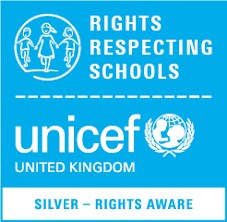 RIGHTS
RESPECTING
SCHOOLS
unicef
UNITED KINGDOM
SILVER – RIGHTS AWARE